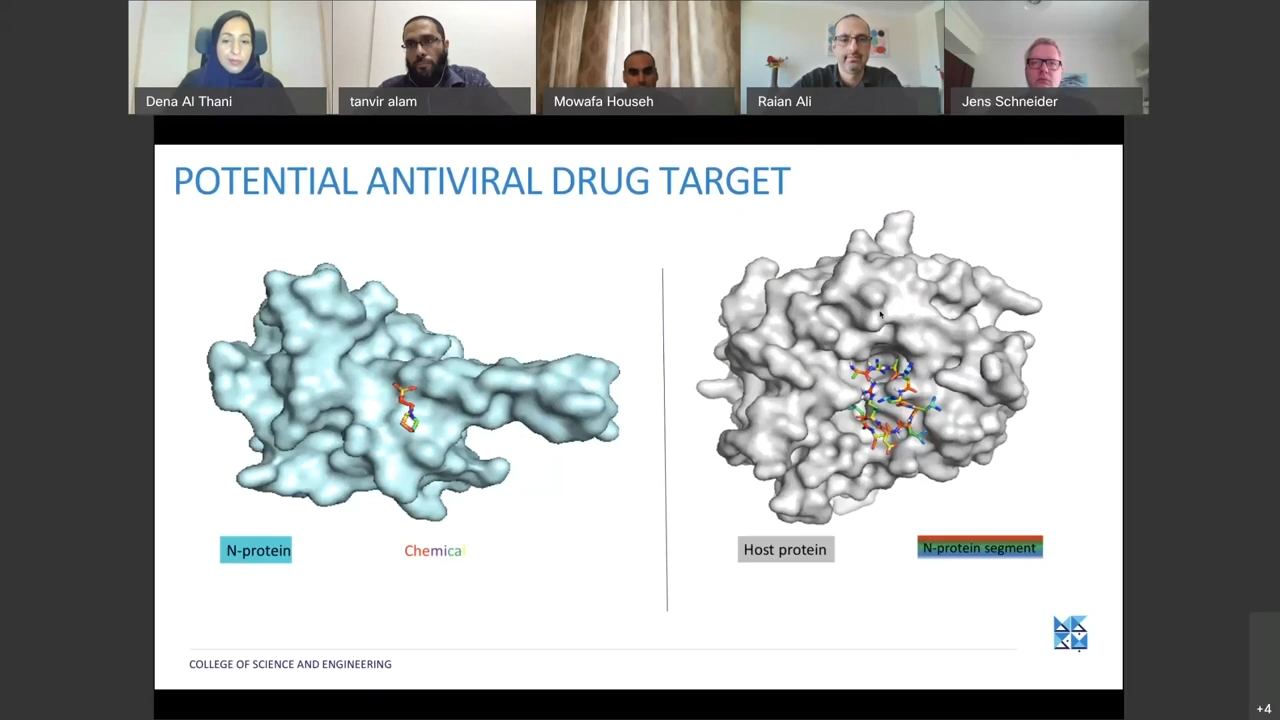 Dena Al Thani
tanvir alam
Mowafa Househ
Raian Ali
Jens Schneider
POTENTIAL ANTIVIRAL DRUG TARGET
N-protein
Chemical
Host protein
N-protein segment
COLLEGE OF SCIENCE AND ENGINEERING
+4